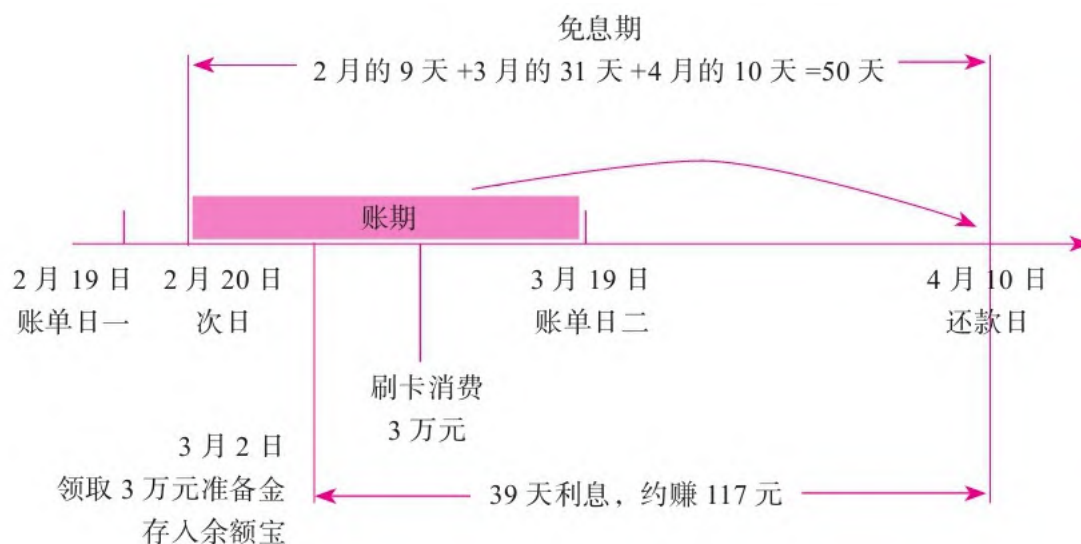 免息期
2 月的 9 天 +3 月的 31 天 +4 月的 10 天 =50 天
账期
2 月 19 日
账单日一
2 月 20 日
次日
3 月 19 日
账单日二
4 月 10 日
还款日
刷卡消费
3 万元
3 月 2 日
领取 3 万元准备金
存入余额宝
39 天利息，约赚 117 元